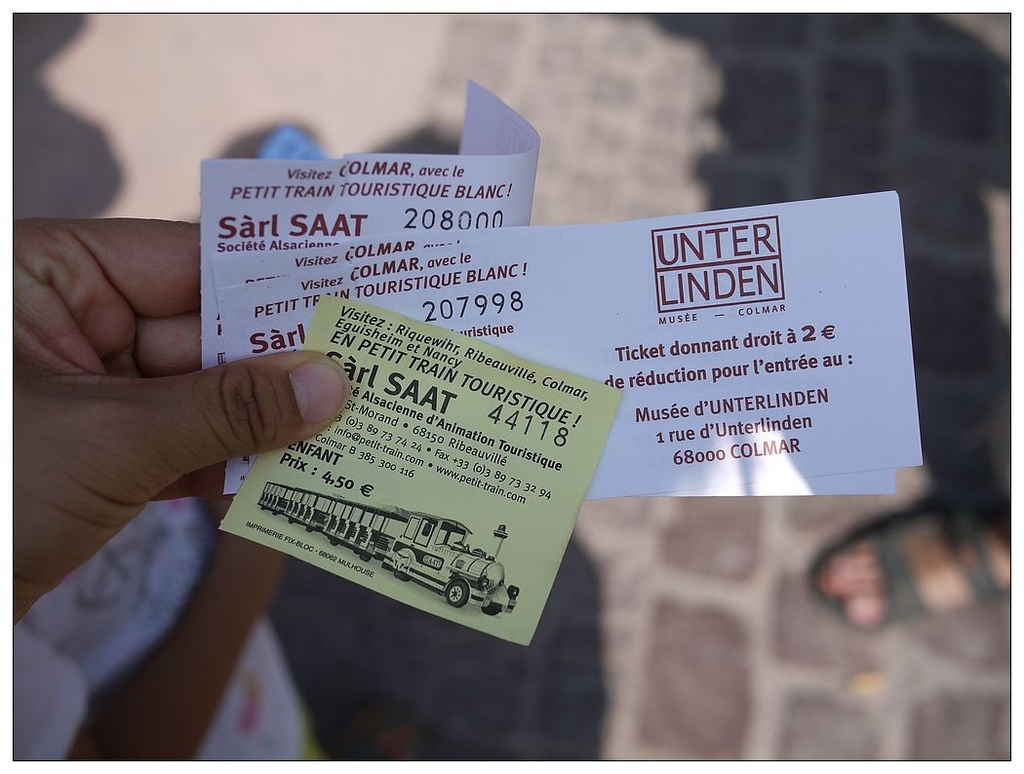 Visitez COLMAR, avec le
PETIT TRAIN TOURISTIQUE BLANC!
Sàrl SAAT 208000
Société Alsacienne
Visitez COLMAR, avec
Visitez COLMAR, avec le
PETIT TRAIN TOURISTIQUE BLANC!
Sàrl 207998
UNTER
LINDEN
MUSÉE — COLMAR
Ticket donnant droit à 2 €
de réduction pour l'entrée au :
Musée d'UNTERLINDEN
1 rue d'Unterlinden
68000 COLMAR
Visitez : Riquewihr, Ribeauvillé, Colmar,
Eguisheim et Nancy
EN PETIT TRAIN TOURISTIQUE !
Sàrl SAAT 44118
Alsacienne d'Animation Touristique
St-Morand • 68150 Ribeauvillé
(0)3 89 73 74 24 • Fax +33 (0)3 89 73 32 94
: info@petit-train.com • www.petit-train.com
Colmar B 385 300 116
ENFANT
Prix : 4,50 €
SAAT
IMPRIMERIE FIX-BLOC - 68062 MULHOUSE